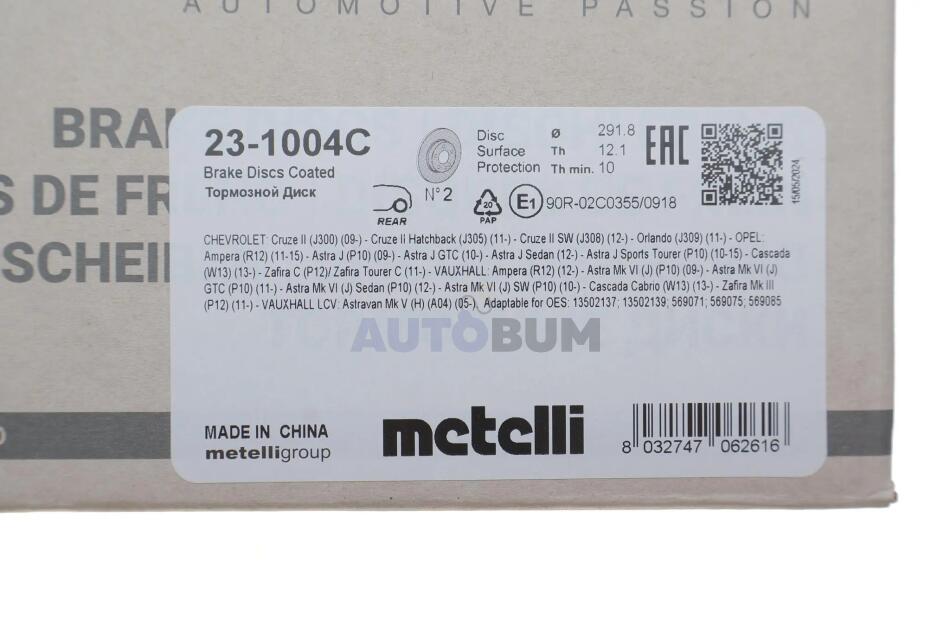 AUTOMOTIVE PASSION
BRA
S DE FR
SCHEI
23-1004C
Brake Discs Coated
Тормозной Диск
Disc
Surface
Protection
Ø 291.8
Th 12.1
Th min. 10
EAC
15/05/2024
REAR
N° 2
20
PAP
E1 90R-02C0355/0918
CHEVROLET: Cruze II (J300) (09-) - Cruze Ii Hatchback (J305) (11-) - Cruze II SW (J308) (12-) - Orlando (J309) (11-) - OPEL:
Ampera (R12) (11-15) - Astra J (P10) (09-) - Astra J GTC (10-) - Astra J Sedan (12-) - Astra J Sports Tourer (P10) (10-15) - Cascada
(W13) (13-) - Zafira C (P12)/ Zafira Tourer C (11-) - VAUXHALL: Ampera (R12) (12-) - Astra Mk VI (J) (P10) (09-) - Astra Mk VI (J)
GTC (P10) (11-) - Astra Mk VI (J) Sedan (P10) (12-) - Astra Mk VI (J) SW (P10) (10-) - Cascada Cabrio (W13) (13-) - Zafira Mk III
(P12) (11-) - VAUXHALL LCV: Astravan Mk V (H) (A04) (05-). Adaptable for OES: 13502137; 13502139; 569071; 569075; 569085
AUTOBUM
MADE IN CHINA
metelligroup
metelli
8 032747 062616